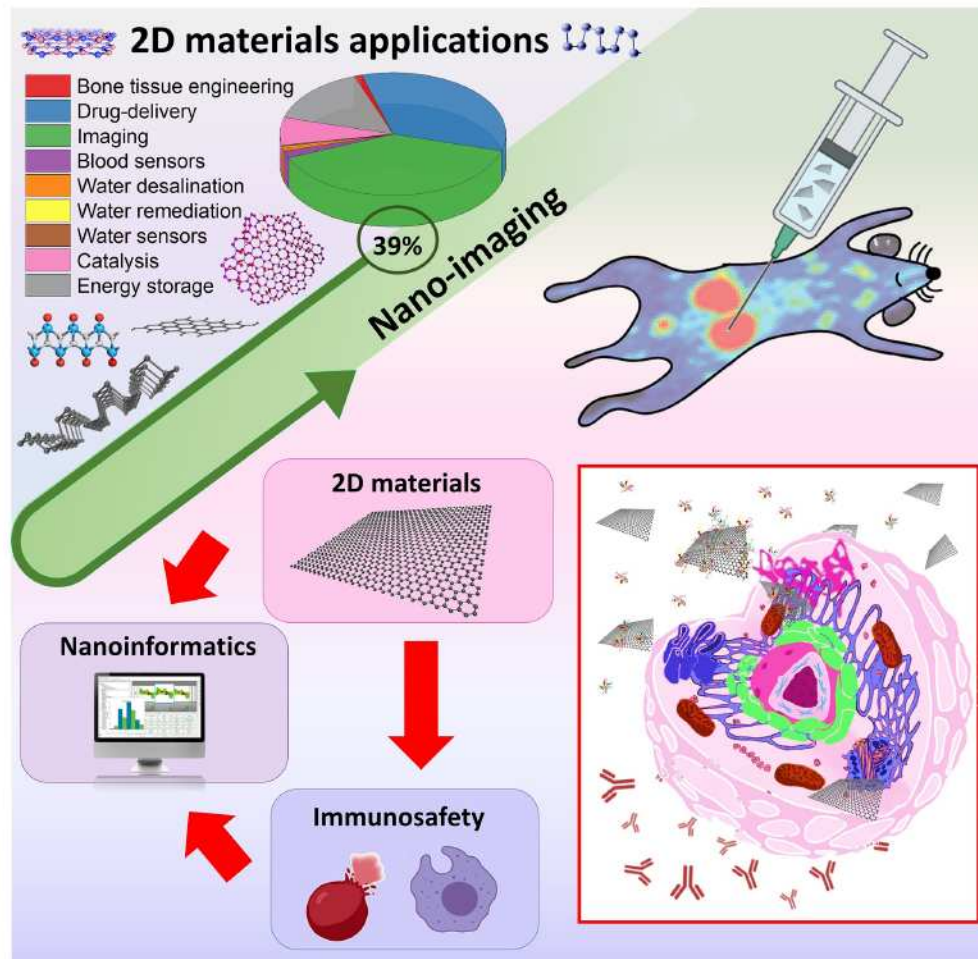 2D materials applications
Bone tissue engineering
Drug-delivery
Imaging
Blood sensors
Water desalination
Water remediation
Water sensors
Catalysis
Energy storage
39%
Nano-imaging
2D materials
Nanoinformatics
Immunosafety